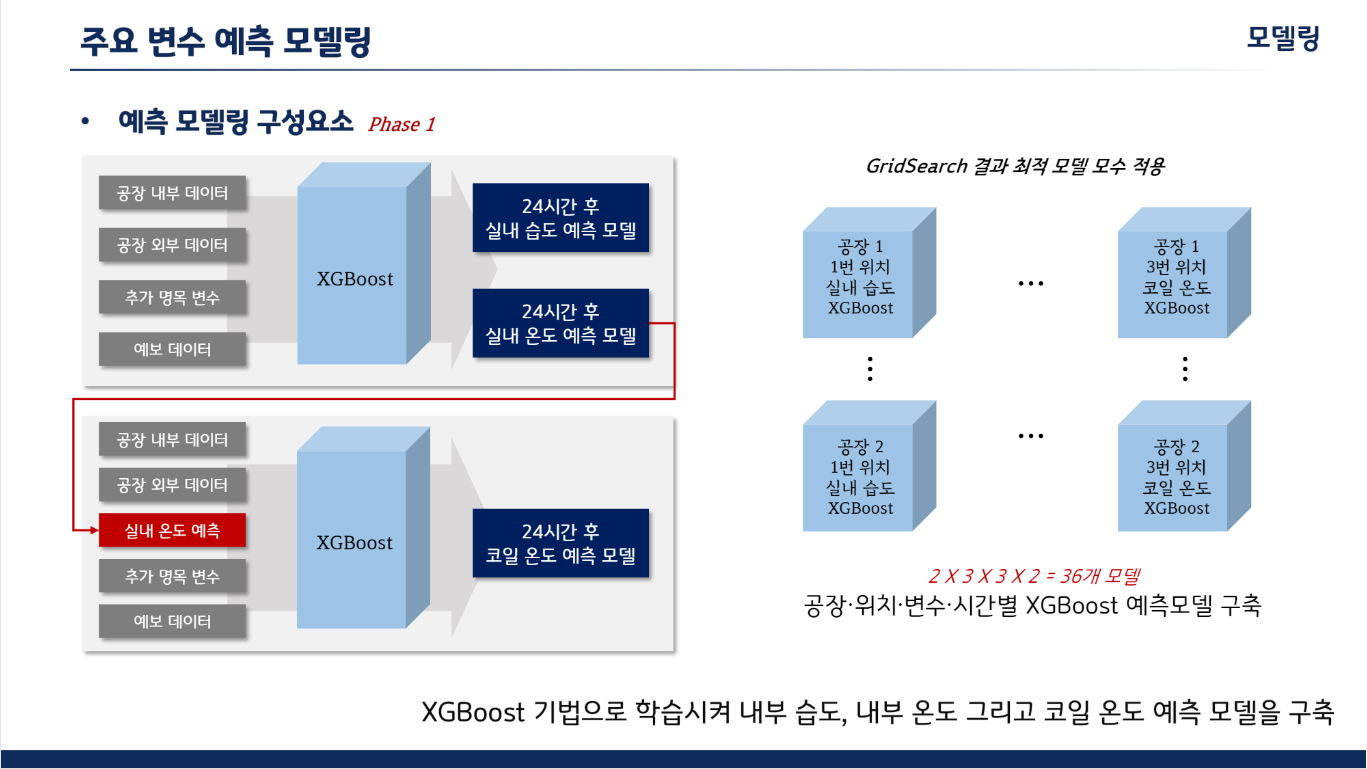 주요 변수 예측 모델링
모델링
• 예측 모델링 구성요소 Phase 1
공장 내부 데이터
공장 외부 데이터
추가 명목 변수
예보 데이터
XGBoost
24시간 후
실내 습도 예측 모델
24시간 후
실내 온도 예측 모델
공장 내부 데이터
공장 외부 데이터
실내 온도 예측
추가 명목 변수
예보 데이터
XGBoost
24시간 후
코일 온도 예측 모델
GridSearch 결과 최적 모델 모수 적용
공장 1
1번 위치
실내 습도
XGBoost
…
공장 1
3번 위치
코일 온도
XGBoost
⋮
⋮
공장 2
1번 위치
실내 습도
XGBoost
…
공장 2
3번 위치
코일 온도
XGBoost
2 X 3 X 3 X 2 = 36개 모델
공장·위치·변수·시간별 XGBoost 예측모델 구축
XGBoost 기법으로 학습시켜 내부 습도, 내부 온도 그리고 코일 온도 예측 모델을 구축